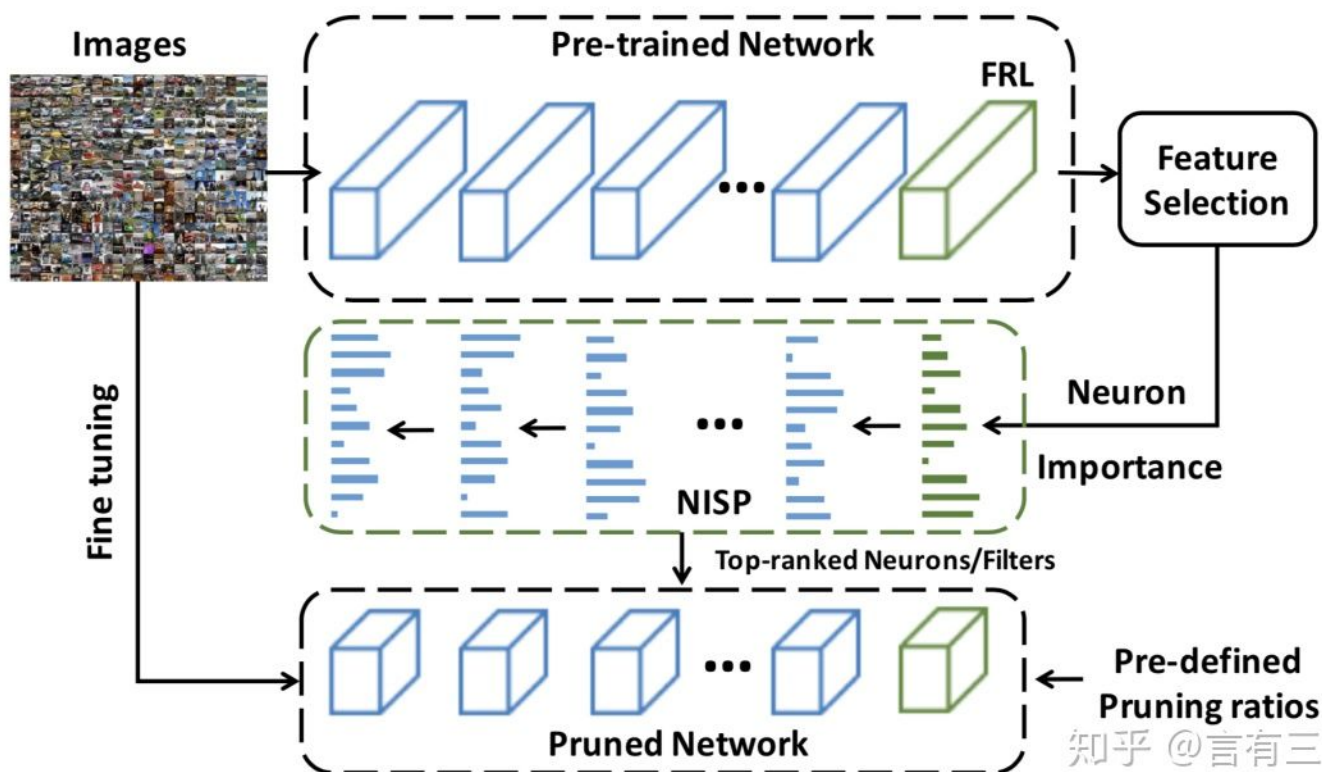 Images
Pre-trained Network
FRL
Feature
Selection
Neuron
Importance
NISP
Fine tuning
Top-ranked Neurons/Filters
Pre-defined
Pruning ratios
Pruned Network
知乎 @言有三